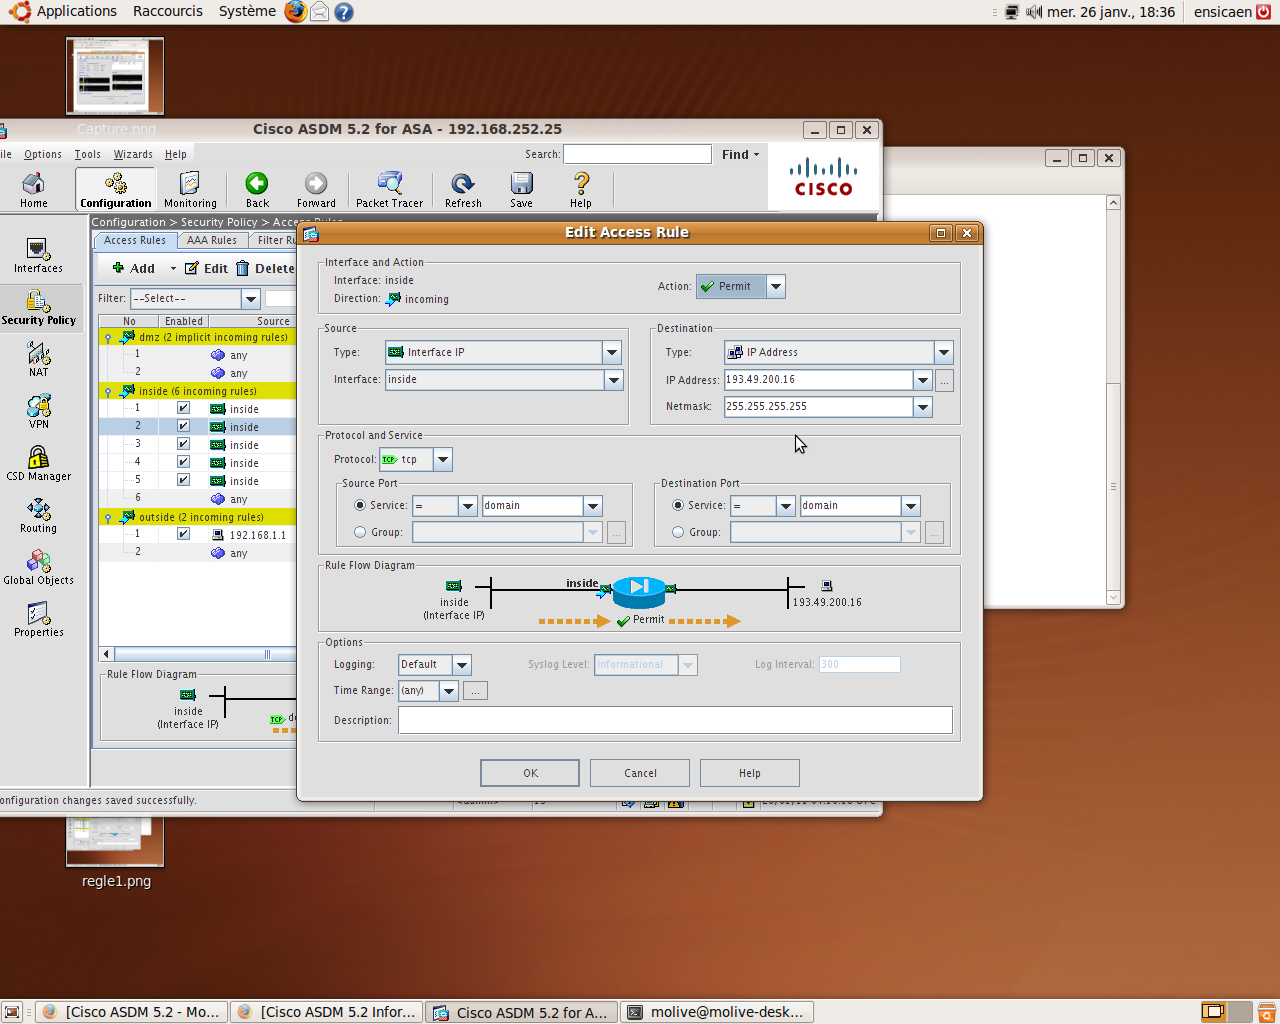 Applications Raccourcis Système mer. 26 janv., 18:36 ensicaen
Capture.png
Cisco ASDM 5.2 for ASA - 192.168.252.25
ile Options Tools Wizards Help Search: Find
Home Configuration Monitoring Back Forward Packet Tracer Refresh Save Help
CISCO
Configuration > Security Policy > Access Rules
Access Rules AAA Rules Filter Ru
Add Edit Delete
Filter: --Select--
No Enabled Source
dmz (2 implicit incoming rules)
1 any
2 any
inside (6 incoming rules)
1 inside
2 inside
3 inside
4 inside
5 inside
6 any
outside (2 incoming rules)
1 192.168.1.1
2 any
Interfaces
Security Policy
NAT
VPN
CSD Manager
Routing
Global Objects
Properties
Rule Flow Diagram
inside
(Interface IP)
TCP
onfiguration changes saved successfully.
Edit Access Rule
Interface and Action
Interface: inside
Direction: incoming
Action: Permit
Source
Type: Interface IP
Interface: inside
Destination
Type: IP Address
IP Address: 193.49.200.16 ...
Netmask: 255.255.255.255
Protocol and Service
Protocol: TCP tcp
Source Port
Service: = domain
Group: ...
Destination Port
Service: = domain
Group: ...
Rule Flow Diagram
inside
inside
(Interface IP)
193.49.200.16
Permit
Options
Logging: Default Syslog Level: Informational Log Interval: 300
Time Range: (any) ...
Description:
OK Cancel Help
regle1.png
[Cisco ASDM 5.2 - Mo... [Cisco ASDM 5.2 Infor... Cisco ASDM 5.2 for A... molive@molive-desk...